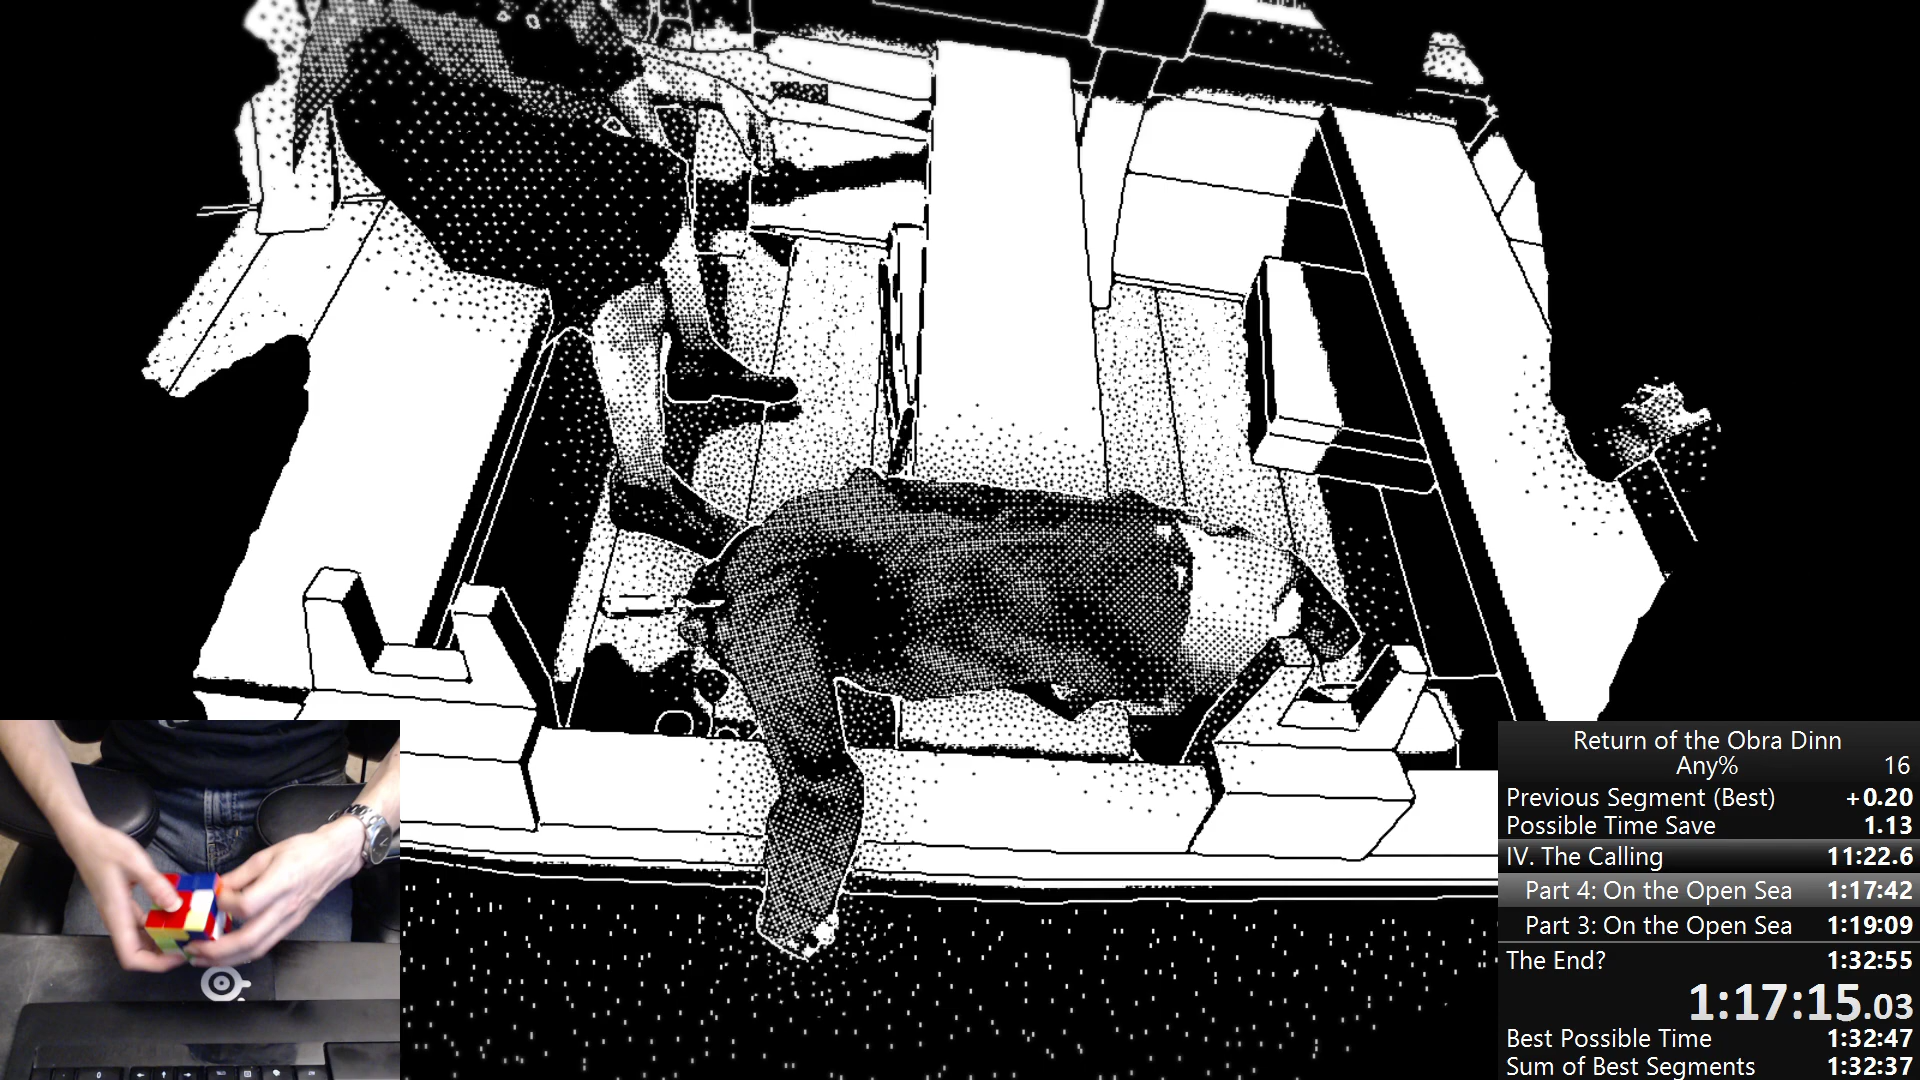 Return of the Obra Dinn
Any% 16
Previous Segment (Best) +0.20
Possible Time Save 1.13
IV. The Calling 11:22.6
Part 4: On the Open Sea 1:17:42
Part 3: On the Open Sea 1:19:09
The End? 1:32:55
1:17:15.03
Best Possible Time 1:32:47
Sum of Best Segments 1:32:37